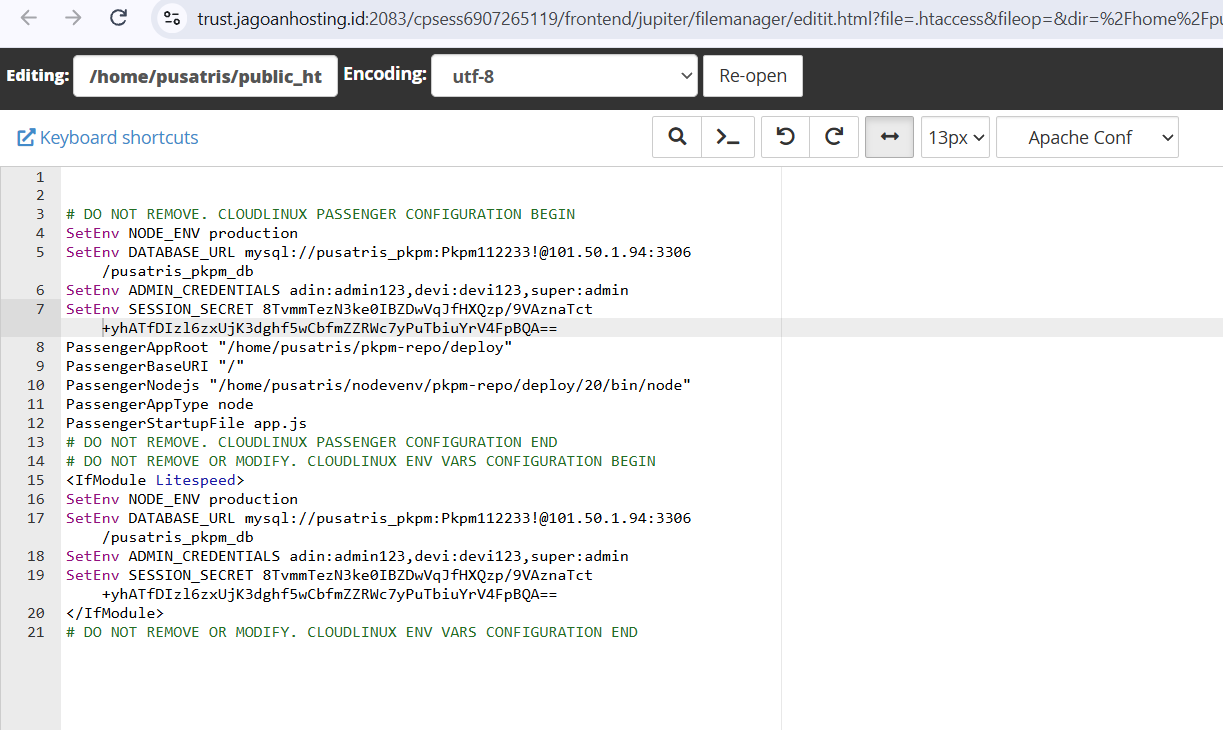 trust.jagoanhosting.id:2083/cpsess6907265119/frontend/jupiter/filemanager/editit.html?file=.htaccess&fileop=&dir=%2Fhome%2Fpu
Editing: /home/pusatris/public_ht Encoding: utf-8 Re-open
Keyboard shortcuts 13px Apache Conf
1
2
3 # DO NOT REMOVE. CLOUDLINUX PASSENGER CONFIGURATION BEGIN
4 SetEnv NODE_ENV production
5 SetEnv DATABASE_URL mysql://pusatris_pkpm:Pkpm112233!@101.50.1.94:3306
/pusatris_pkpm_db
6 SetEnv ADMIN_CREDENTIALS adin:admin123,devi:devi123,super:admin
7 SetEnv SESSION_SECRET 8TvmmTezN3ke0IBZDwVqJfHXQzp/9VAznaTct
+yhATfDIzl6zxUjK3dghf5wCbfmZZRWc7yPuTbiuYrV4FpBQA==
8 PassengerAppRoot "/home/pusatris/pkpm-repo/deploy"
9 PassengerBaseURI "/"
10 PassengerNodejs "/home/pusatris/nodevenv/pkpm-repo/deploy/20/bin/node"
11 PassengerAppType node
12 PassengerStartupFile app.js
13 # DO NOT REMOVE. CLOUDLINUX PASSENGER CONFIGURATION END
14 # DO NOT REMOVE OR MODIFY. CLOUDLINUX ENV VARS CONFIGURATION BEGIN
15 <IfModule Litespeed>
16 SetEnv NODE_ENV production
17 SetEnv DATABASE_URL mysql://pusatris_pkpm:Pkpm112233!@101.50.1.94:3306
/pusatris_pkpm_db
18 SetEnv ADMIN_CREDENTIALS adin:admin123,devi:devi123,super:admin
19 SetEnv SESSION_SECRET 8TvmmTezN3ke0IBZDwVqJfHXQzp/9VAznaTct
+yhATfDIzl6zxUjK3dghf5wCbfmZZRWc7yPuTbiuYrV4FpBQA==
20 </IfModule>
21 # DO NOT REMOVE OR MODIFY. CLOUDLINUX ENV VARS CONFIGURATION END